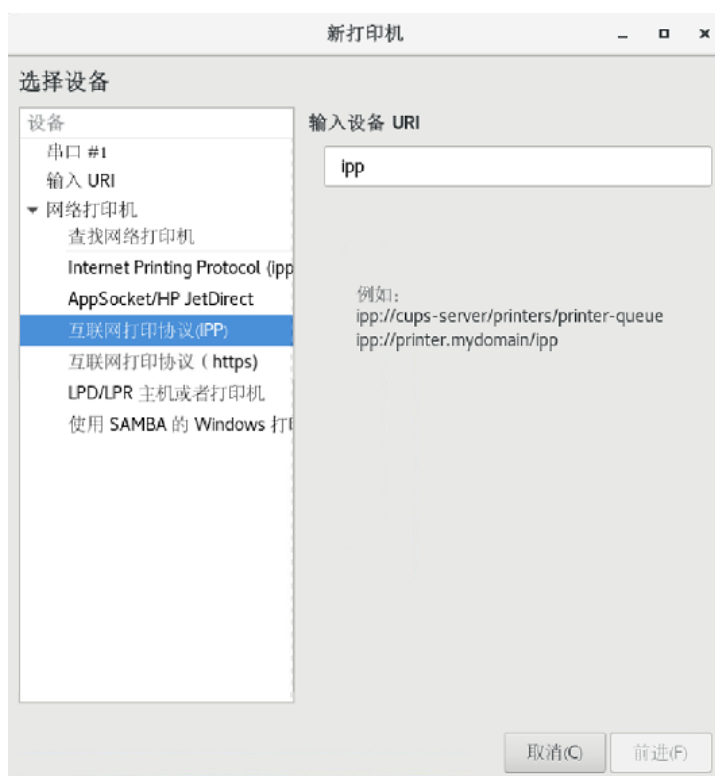 新打印机
选择设备
设备
串口 #1
输入 URI
网络打印机
查找网络打印机
Internet Printing Protocol (ipp
AppSocket/HP JetDirect
互联网打印协议(IPP)
互联网打印协议 ( https)
LPD/LPR 主机或者打印机
使用 SAMBA 的 Windows 打
输入设备 URI
ipp
例如:
ipp://cups-server/printers/printer-queue
ipp://printer.mydomain/ipp
取消(C) 前进(F)